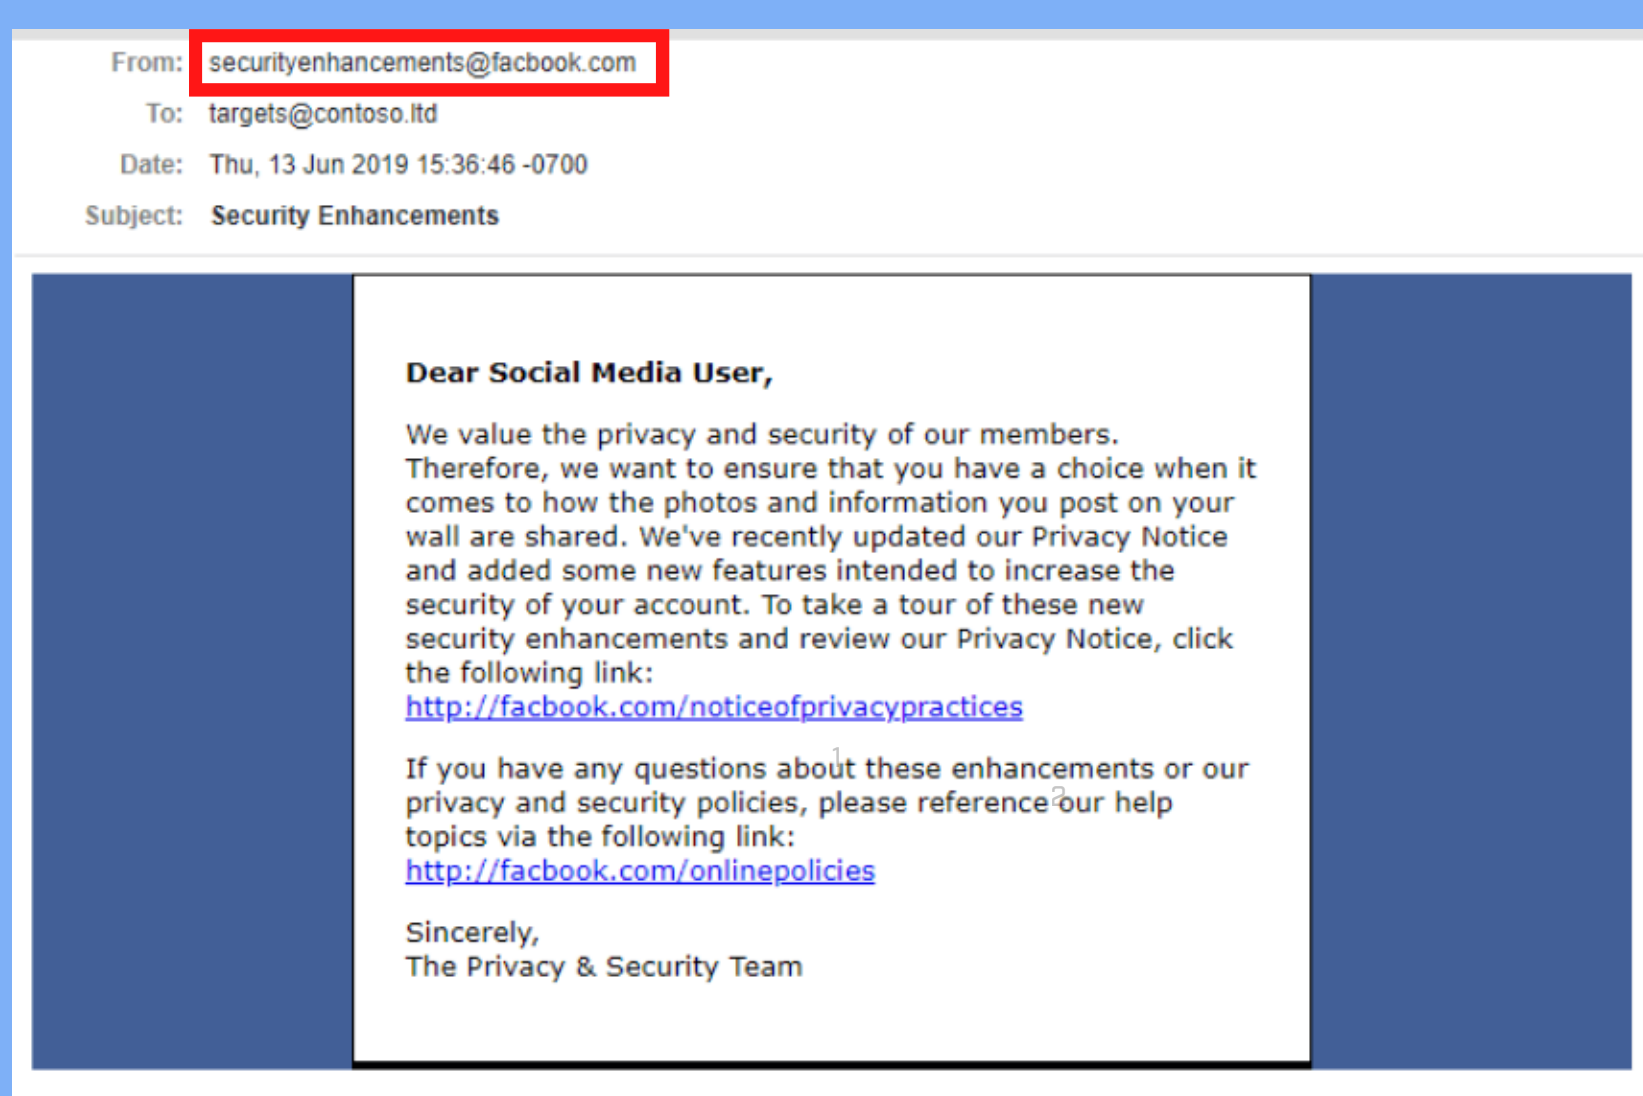 From: securityenhancements@facbook.com
To: targets@contoso.ltd
Date: Thu, 13 Jun 2019 15:36:46 -0700
Subject: Security Enhancements
Dear Social Media User,
We value the privacy and security of our members.
Therefore, we want to ensure that you have a choice when it
comes to how the photos and information you post on your
wall are shared. We've recently updated our Privacy Notice
and added some new features intended to increase the
security of your account. To take a tour of these new
security enhancements and review our Privacy Notice, click
the following link:
http://facbook.com/noticeofprivacypractices
1
If you have any questions about these enhancements or our
2
privacy and security policies, please reference our help
topics via the following link:
http://facbook.com/onlinepolicies
Sincerely,
The Privacy & Security Team